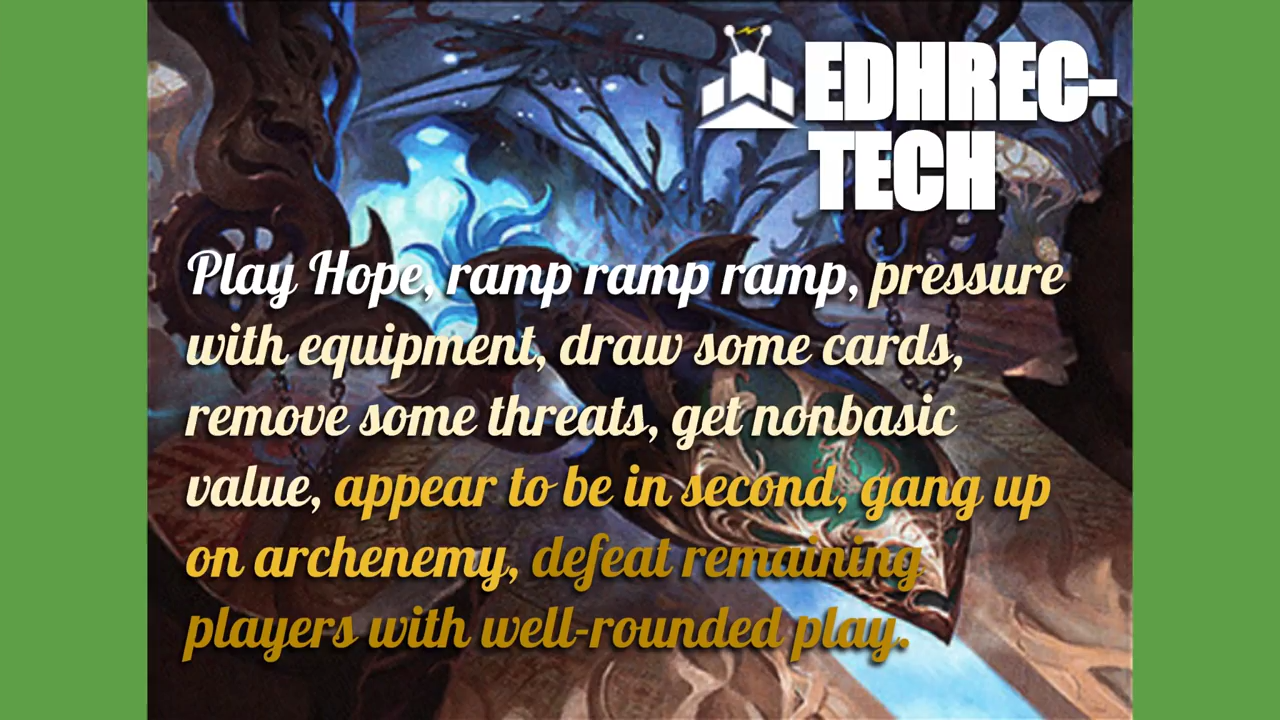 EDHREC-
TECH
Play Hope, ramp ramp ramp, pressure
with equipment, draw some cards,
remove some threats, get nonbasic
value, appear to be in second, gang up
on archenemy, defeat remaining
players with well-rounded play.